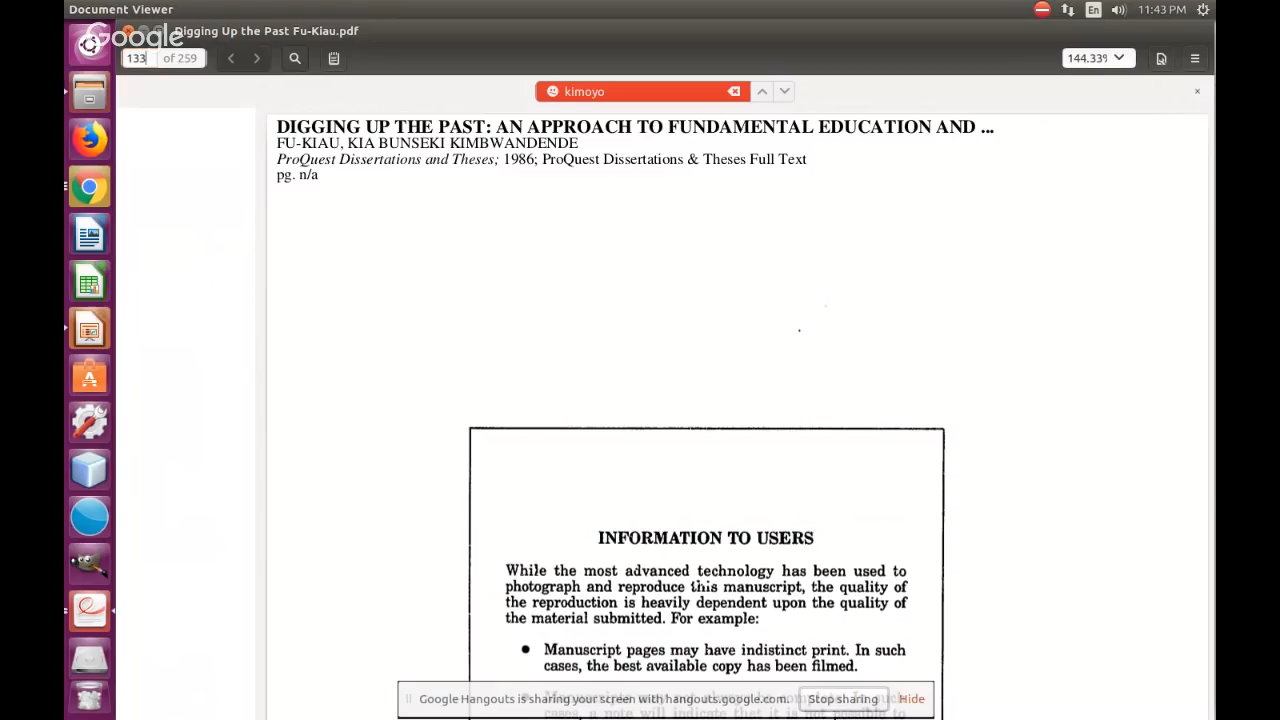 Document Viewer
En
11:43 PM
Google
Digging Up the Past Fu-Kiau.pdf
133 of 259
144.33%
kimoyo
DIGGING UP THE PAST: AN APPROACH TO FUNDAMENTAL EDUCATION AND ...
FU-KIAU, KIA BUNSEKI KIMBWANDENDE
ProQuest Dissertations and Theses; 1986; ProQuest Dissertations & Theses Full Text
pg. n/a
INFORMATION TO USERS
While the most advanced technology has been used to
photograph and reproduce this manuscript, the quality of
the reproduction is heavily dependent upon the quality of
the material submitted. For example:
• Manuscript pages may have indistinct print. In such
cases, the best available copy has been filmed.
Google Hangouts is sharing your screen with hangouts.google.com.
Stop sharing
Hide